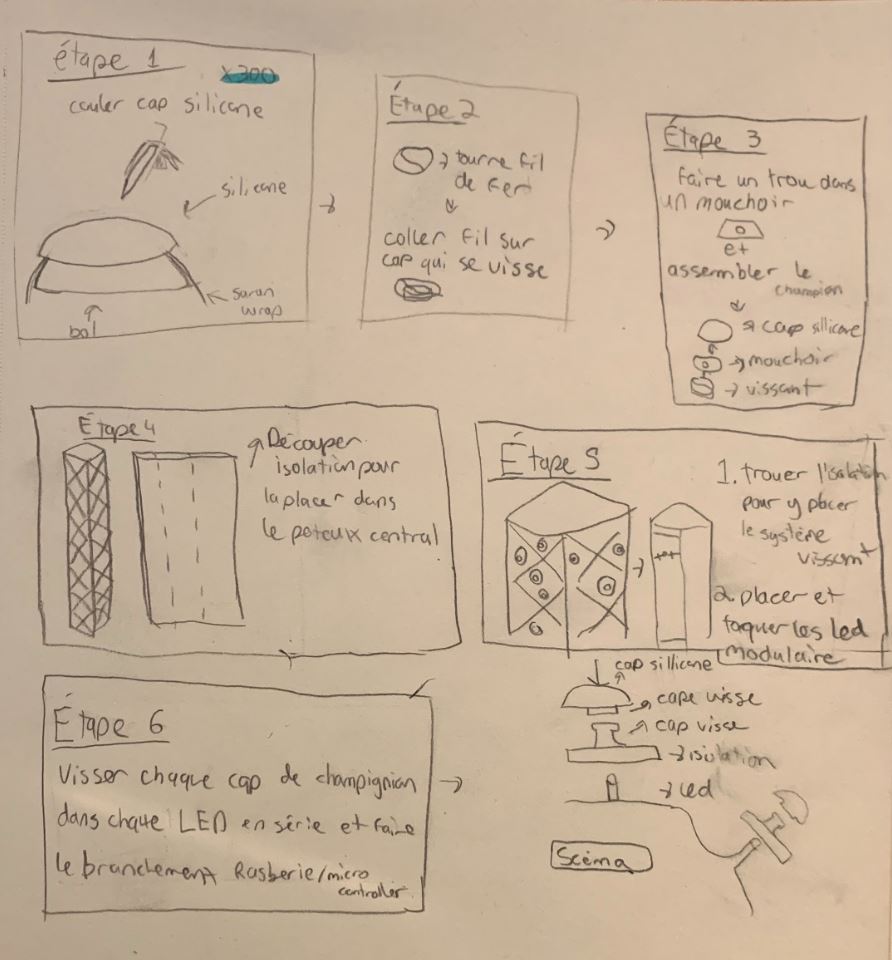 étape 1
x300
couler cap silicone
silicone
saran
wrap
bol
Étape 2
tourne fil
de fer
coller fil sur
cap qui se visse
Étape 3
faire un trou dans
un mouchoir
et
assembler le
champion
cap sillicone
mouchoir
vissant
Étape 4
Découper
isolation pour
la placer dans
le poteux central
Étape 5
1. trouer l'isolation
pour y placer
le système
vissant
2. placer et
taquer les led
modulaire
Étape 6
Visser chaque cap de champignian
dans chaque LED en série et faire
le branchement Rasberie/micro
controller
cap sillicone
cape visse
cap visse
isolation
led
Scéma